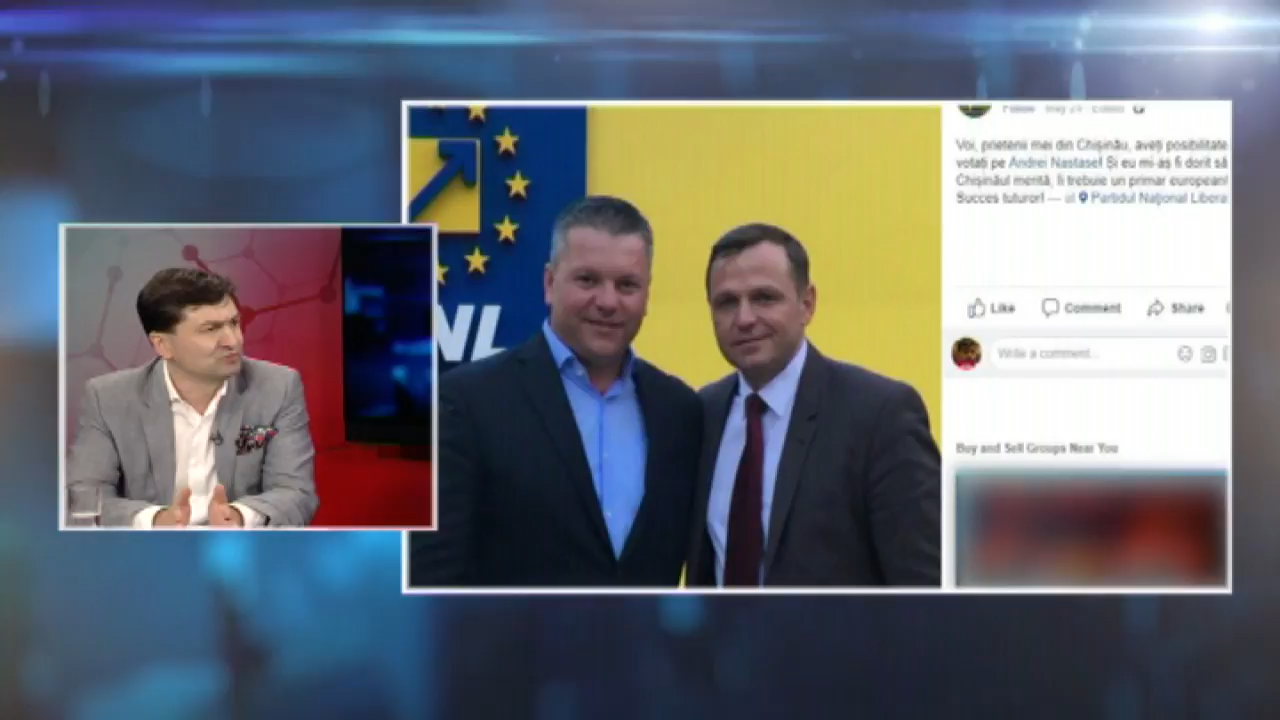 NL
Follow
Voi, prietenii mei din Chișinău, aveți posibilitate
votați pe Andrei Nastase! Și eu mi-aș fi dorit să
Chișinăul merită, îi trebuie un primar european!
Succes tuturor! — at Partidul Național Libera
Like Comment Share
Write a comment...
Buy and Sell Groups Near You